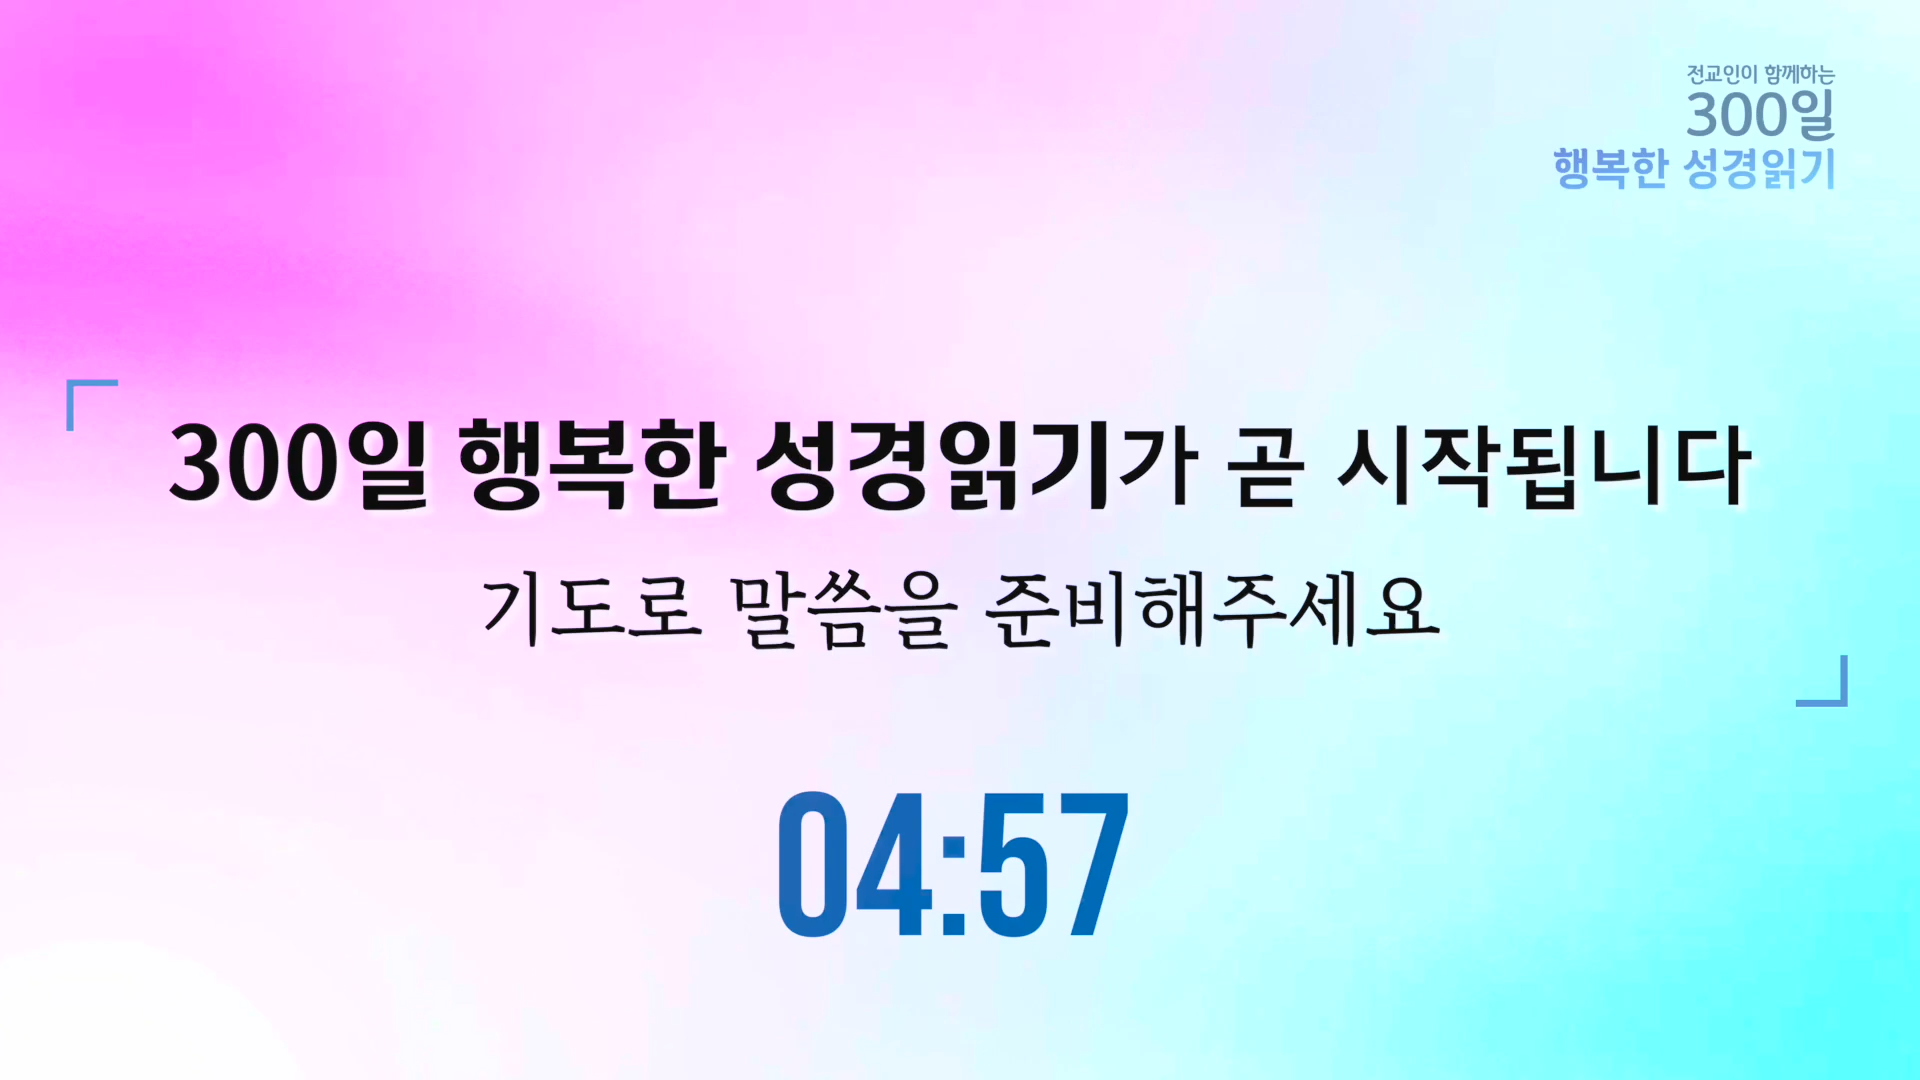 전교인이 함께하는
300일
행복한 성경읽기
300일 행복한 성경읽기가 곧 시작됩니다
기도로 말씀을 준비해주세요
04:57